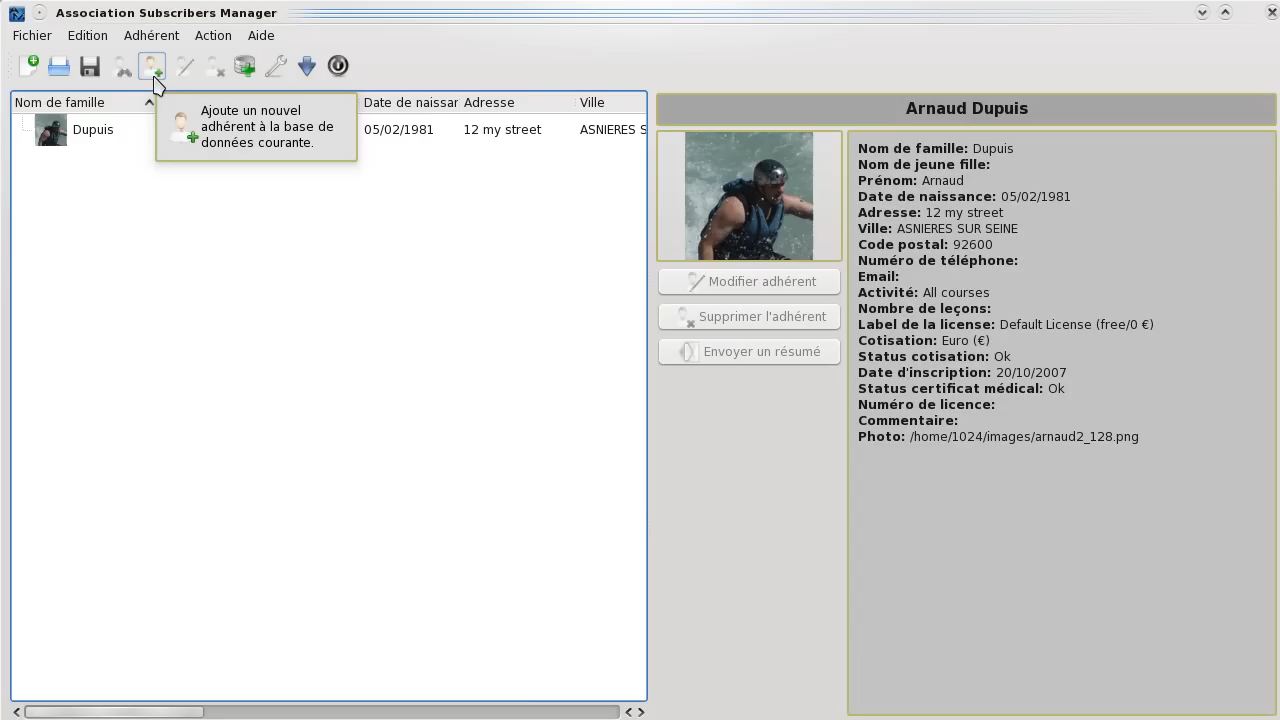 Association Subscribers Manager
Fichier Edition Adhérent Action Aide
Nom de famille Date de naissar Adresse Ville
Dupuis 05/02/1981 12 my street ASNIERES S
Ajoute un nouvel
adhérent à la base de
données courante.
Arnaud Dupuis
Modifier adhérent
Supprimer l'adhérent
Envoyer un résumé
Nom de famille: Dupuis
Nom de jeune fille:
Prénom: Arnaud
Date de naissance: 05/02/1981
Adresse: 12 my street
Ville: ASNIERES SUR SEINE
Code postal: 92600
Numéro de téléphone:
Email:
Activité: All courses
Nombre de leçons:
Label de la license: Default License (free/0 €)
Cotisation: Euro (€)
Status cotisation: Ok
Date d'inscription: 20/10/2007
Status certificat médical: Ok
Numéro de licence:
Commentaire:
Photo: /home/1024/images/arnaud2_128.png